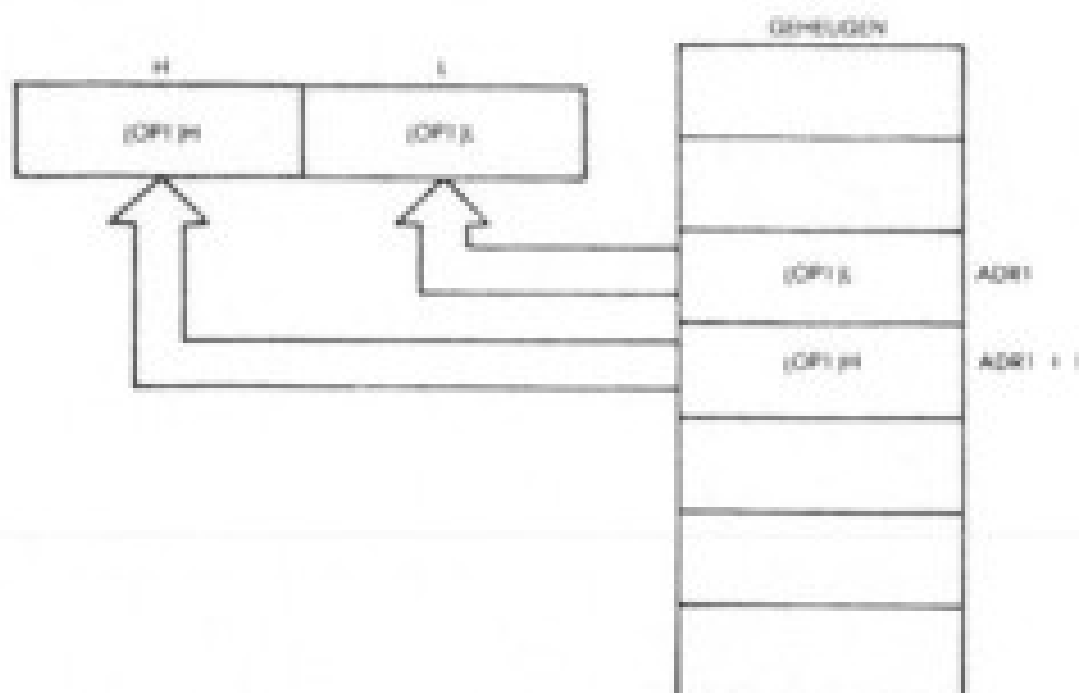 GEHEUGEN
H L
(OP1)H (OP1)L
(OP1)L ADR1
(OP1)H ADR1 + 1